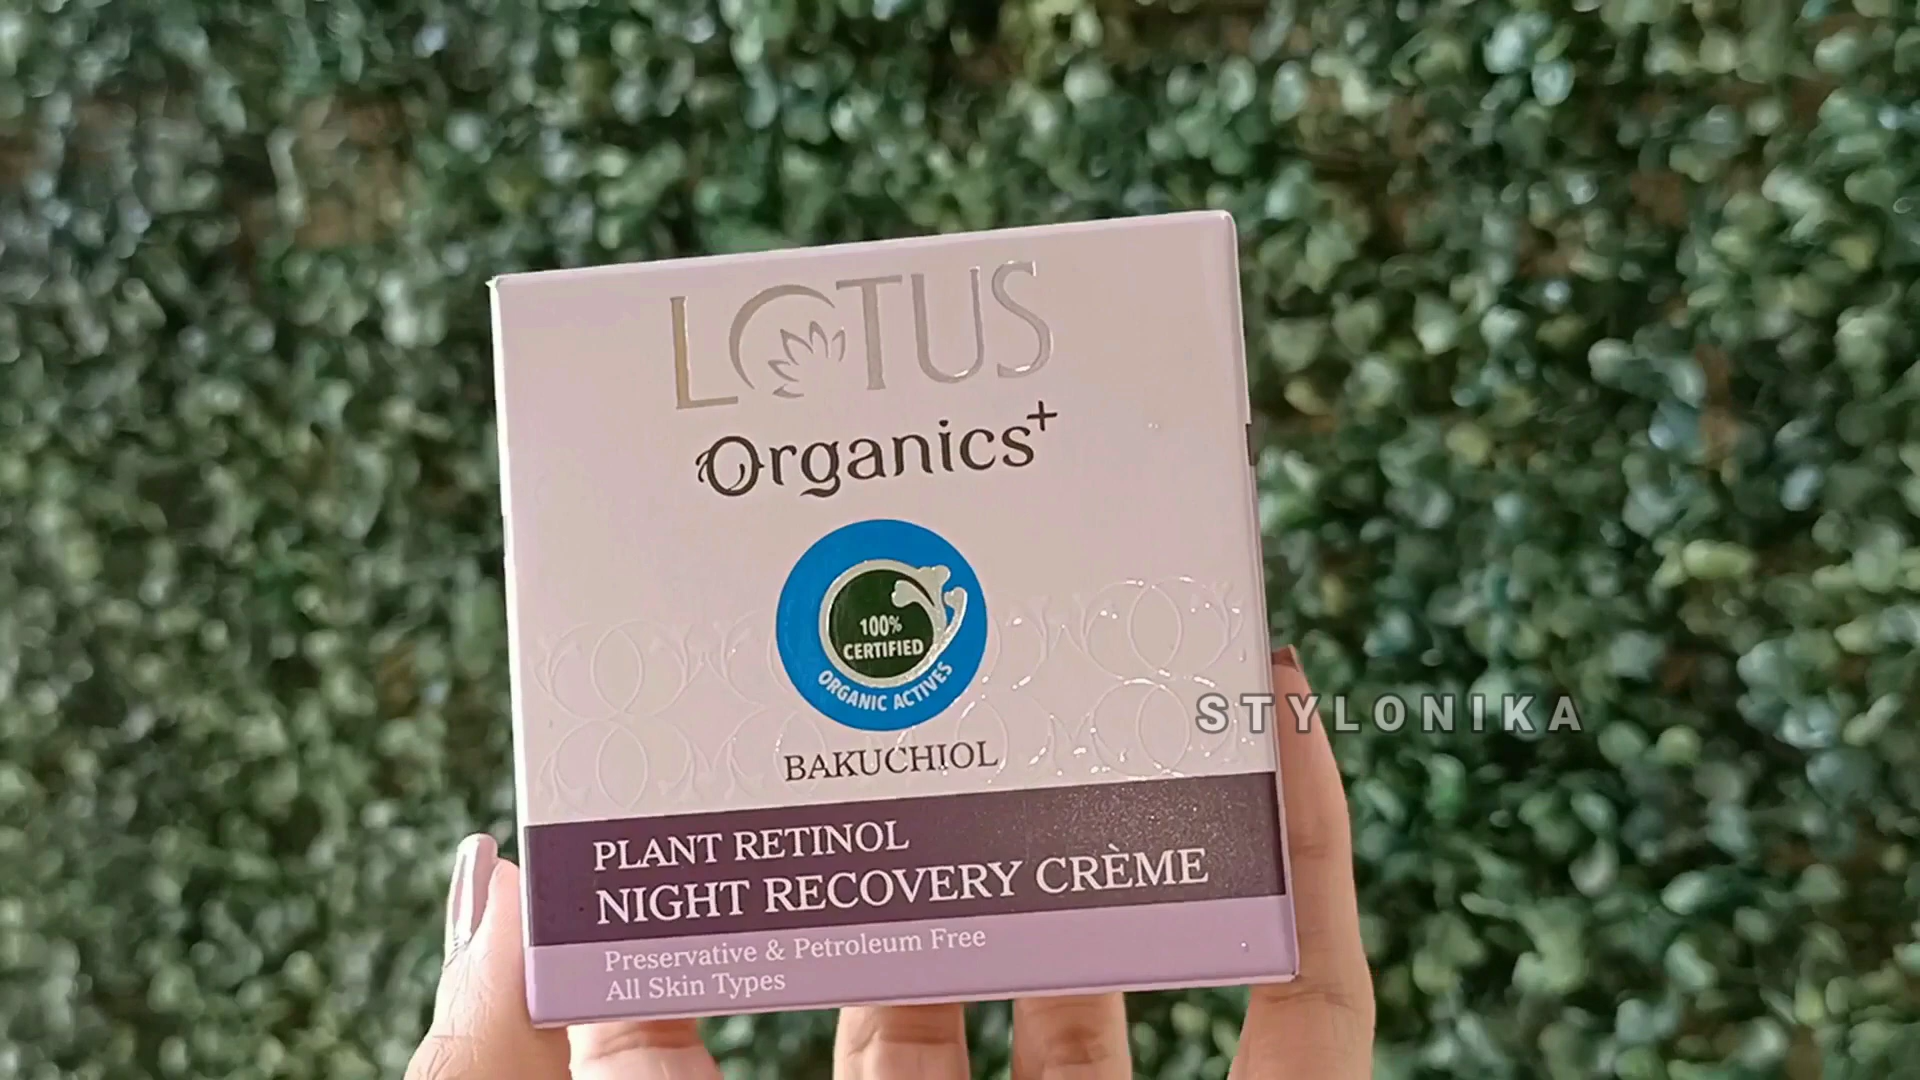 LOTUS
Organics+
100%
CERTIFIED
ORGANIC ACTIVES
BAKUCHIOL
STYLONIKA
PLANT RETINOL
NIGHT RECOVERY CRÈME
Preservative & Petroleum Free
All Skin Types